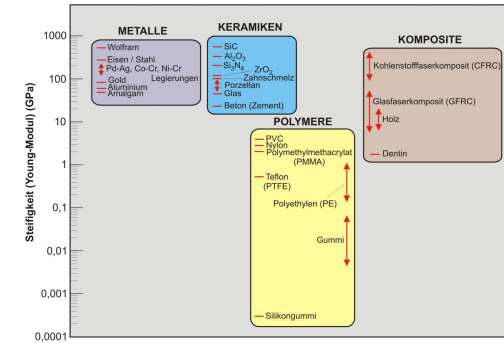 Steifigkeit (Young-Modul) (GPa)
1000
100
10
1
0,1
0,01
0,001
0,0001
METALLE
Wolfram
Eisen / Stahl
Pd-Ag, Co-Cr, Ni-Cr
Legierungen
Gold
Aluminium
Amalgam
KERAMIKEN
SiC
Al₂O₃
Si₃N₄
ZrO₂
Zahnschmelz
Porzellan
Glas
Beton (Zement)
POLYMERE
PVC
Nylon
Polymethylmethacrylat
(PMMA)
Teflon
(PTFE)
Polyethylen (PE)
Gummi
Silikongummi
KOMPOSITE
Kohlenstofffaserkomposit (CFRC)
Glasfaserkomposit (GFRC)
Holz
Dentin